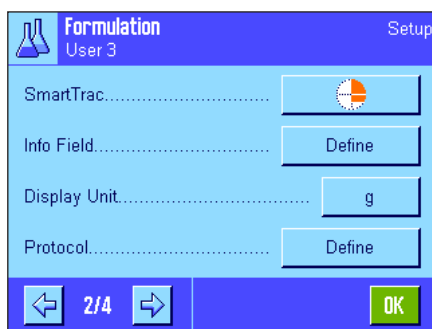 Formulation
Setup
User 3
SmartTrac..............................
Info Field................................ Define
Display Unit................................... g
Protocol................................. Define
2/4
OK